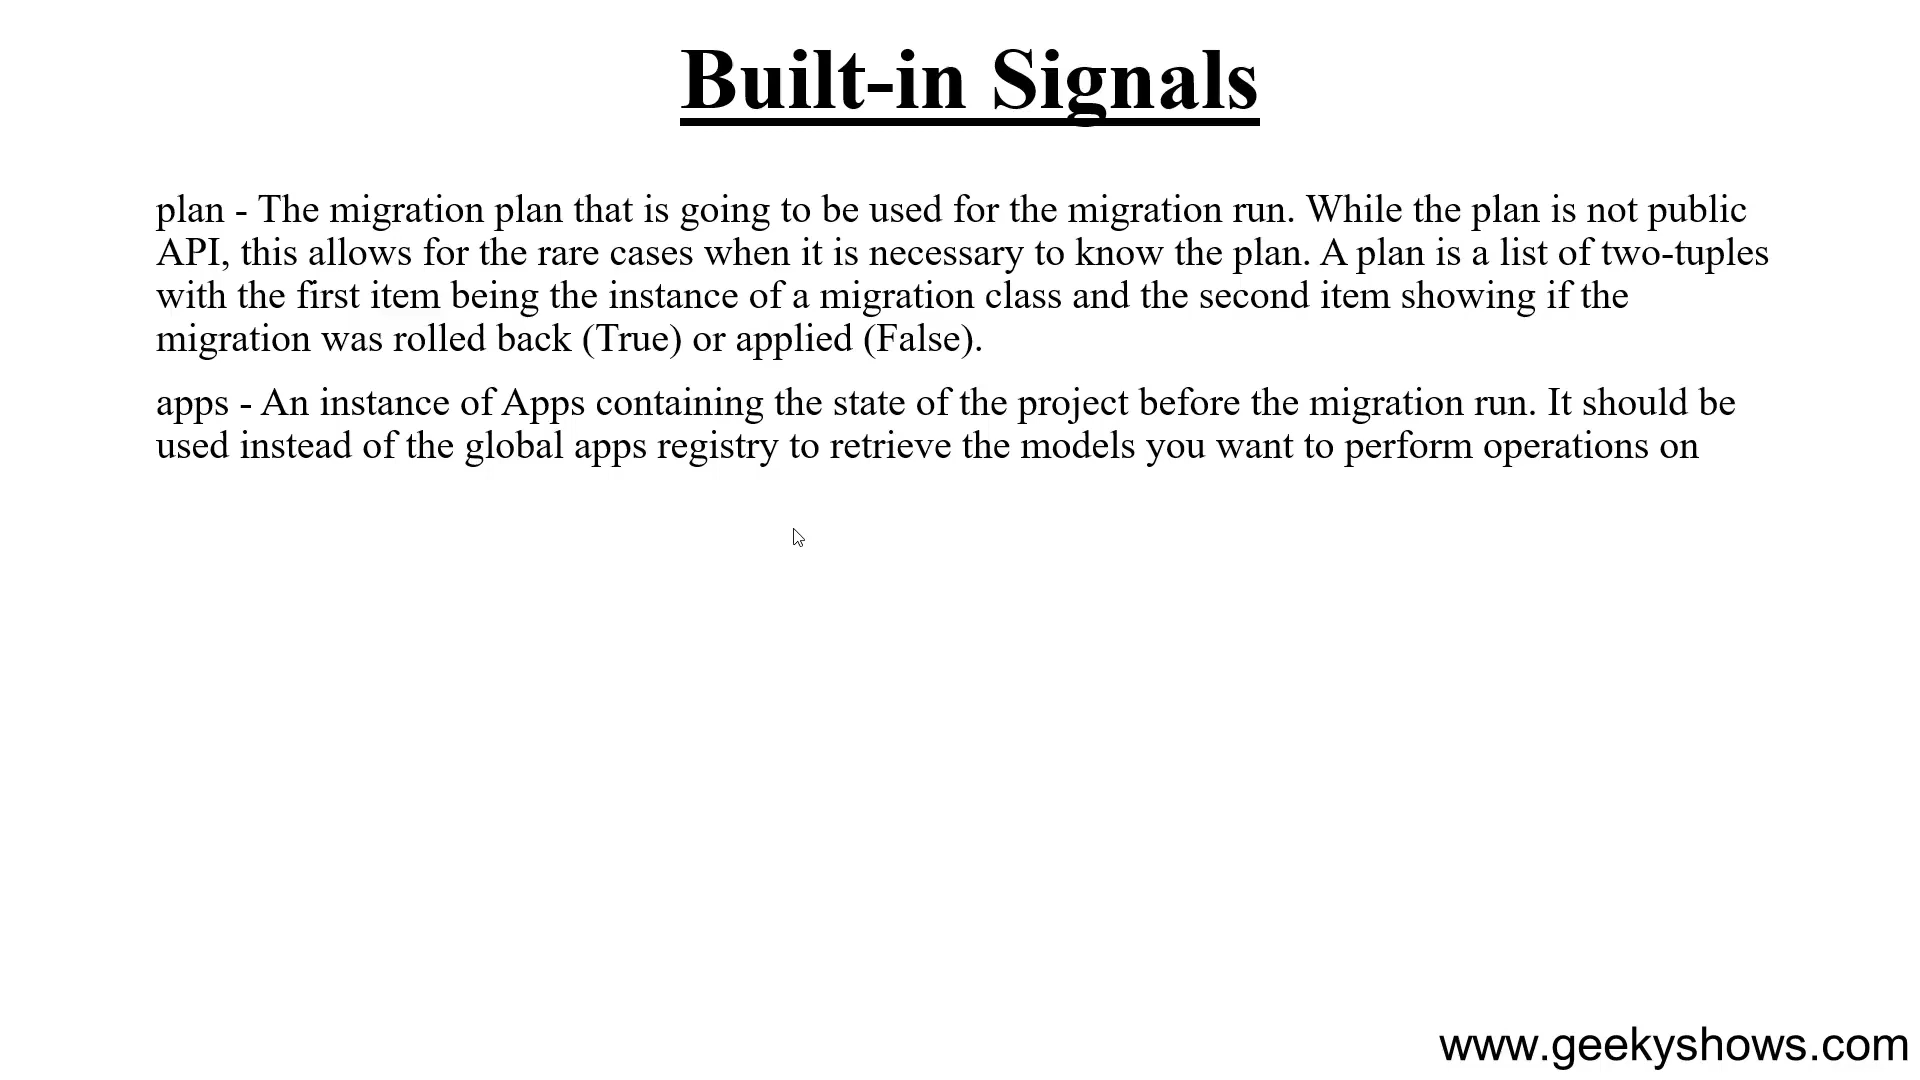 Built-in Signals
plan - The migration plan that is going to be used for the migration run. While the plan is not public
API, this allows for the rare cases when it is necessary to know the plan. A plan is a list of two-tuples
with the first item being the instance of a migration class and the second item showing if the
migration was rolled back (True) or applied (False).
apps - An instance of Apps containing the state of the project before the migration run. It should be
used instead of the global apps registry to retrieve the models you want to perform operations on
www.geekyshows.com